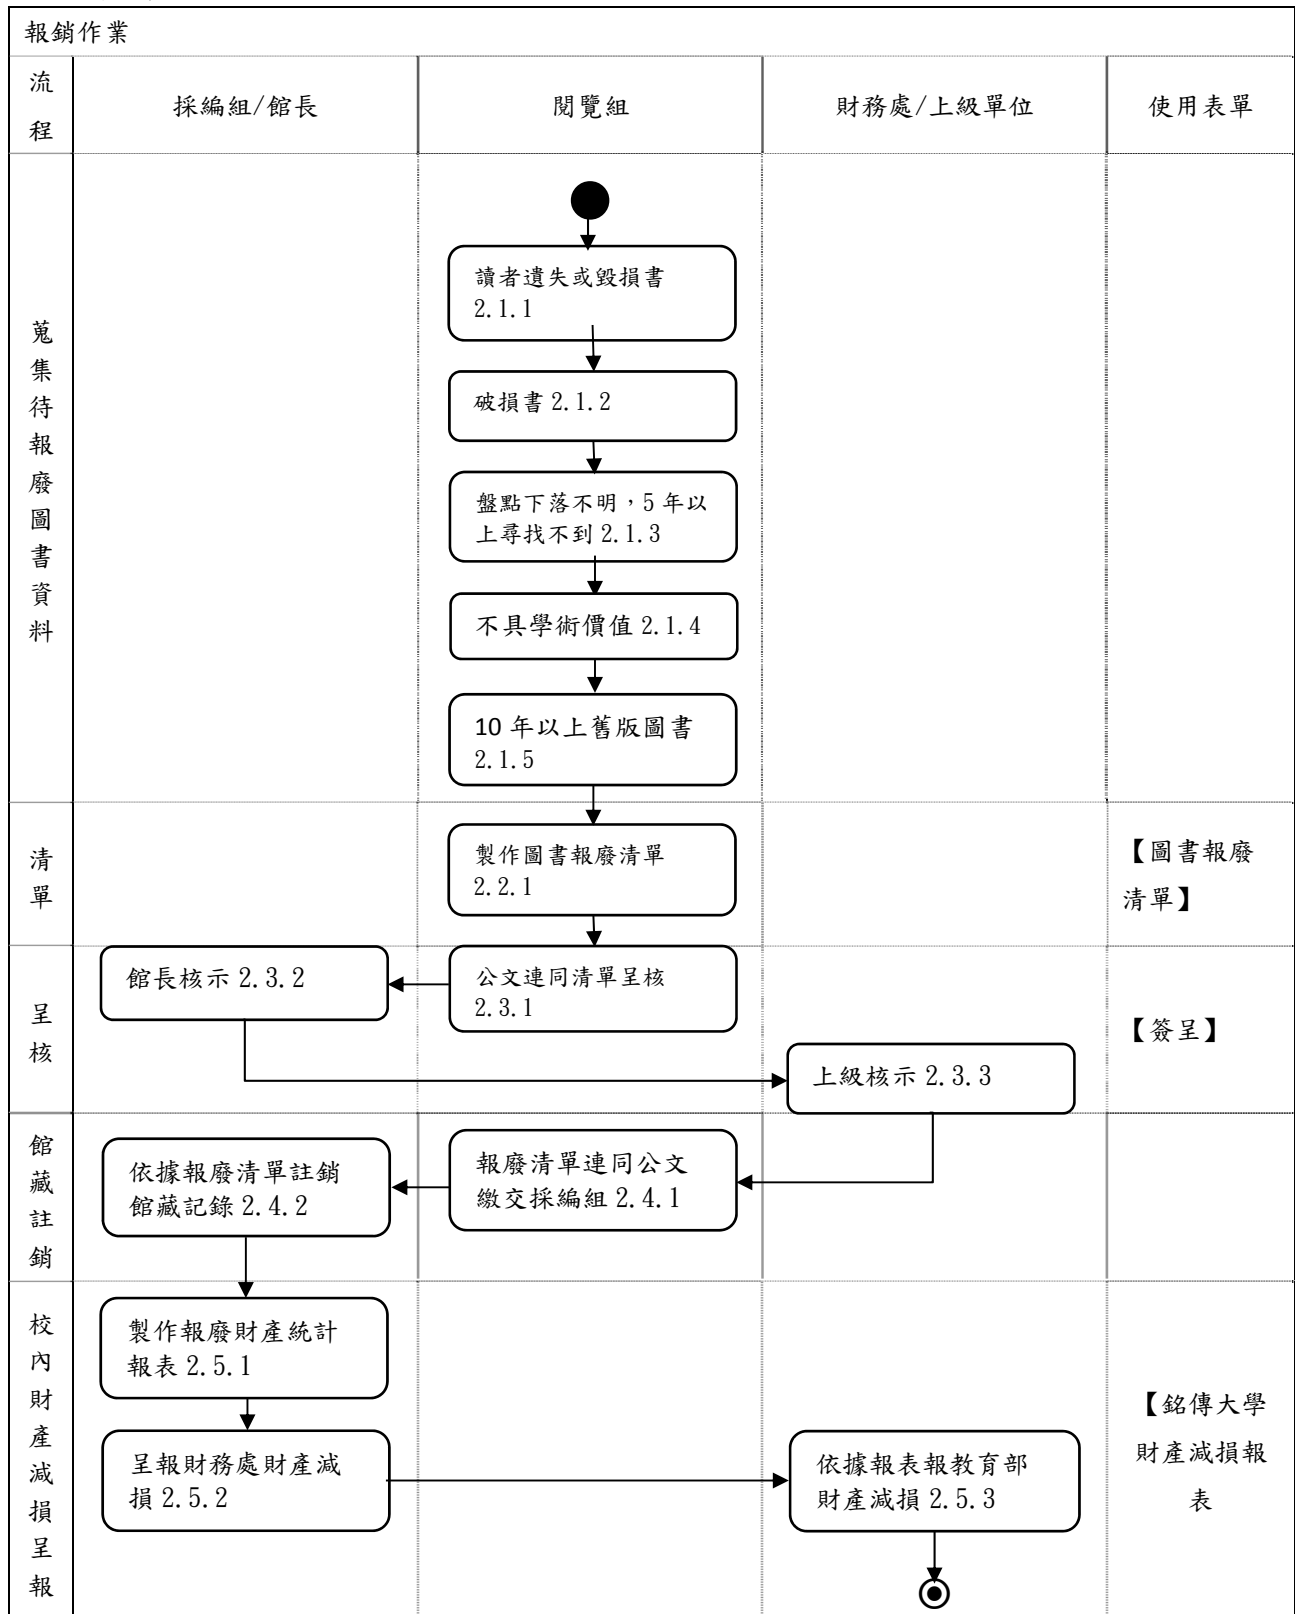 報銷作業
流
程
採編組/館長
閱覽組
財務處/上級單位
使用表單
蒐
集
待
報
廢
圖
書
資
料
讀者遺失或毀損書
2.1.1
破損書 2.1.2
盤點下落不明，5 年以
上尋找不到 2.1.3
不具學術價值 2.1.4
10 年以上舊版圖書
2.1.5
清
單
製作圖書報廢清單
2.2.1
【圖書報廢
清單】
呈
核
館長核示 2.3.2
公文連同清單呈核
2.3.1
上級核示 2.3.3
【簽呈】
館
藏
註
銷
依據報廢清單註銷
館藏記錄 2.4.2
報廢清單連同公文
繳交採編組 2.4.1
校
內
財
產
減
損
呈
報
製作報廢財產統計
報表 2.5.1
呈報財務處財產減
損 2.5.2
依據報表報教育部
財產減損 2.5.3
【銘傳大學
財產減損報
表